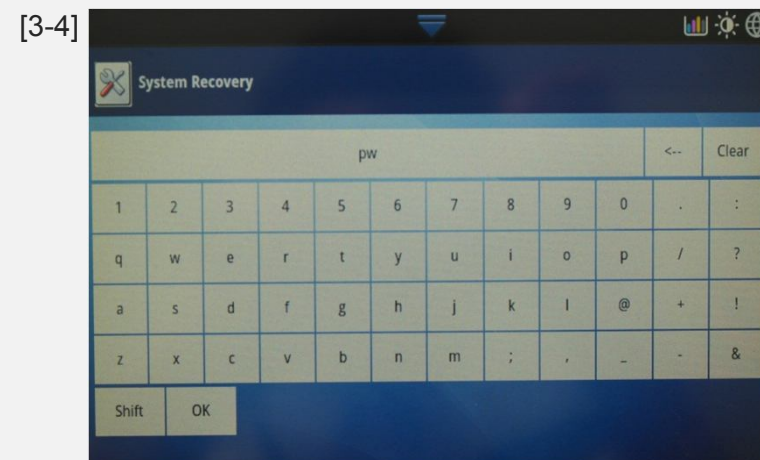 [3-4]
System Recovery
pw <-- Clear
1 2 3 4 5 6 7 8 9 0 . :
q w e r t y u i o p / ?
a s d f g h j k l @ + !
z x c v b n m ; , _ - &
Shift OK